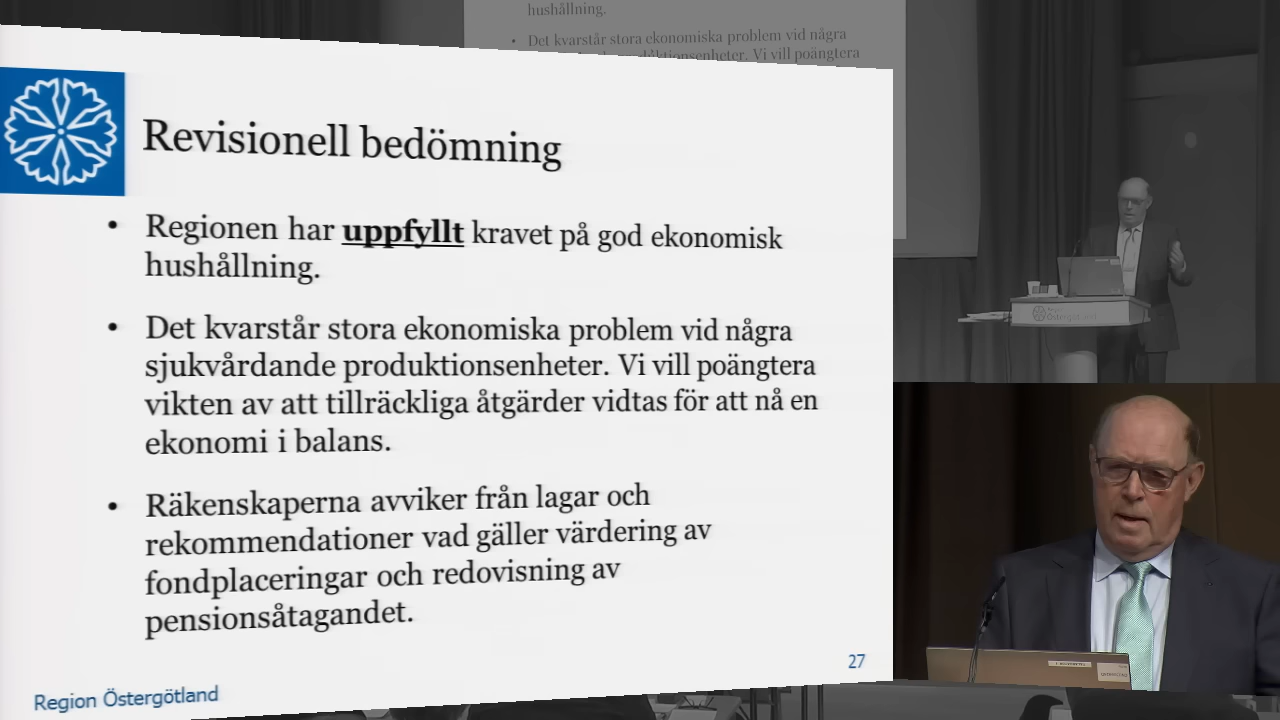 hushållning.
• Det kvarstår stora ekonomiska problem vid några
Vi vill poängtera
Revisionell bedömning
• Regionen har uppfyllt kravet på god ekonomisk
hushållning.
• Det kvarstår stora ekonomiska problem vid några
sjukvårdande produktionsenheter. Vi vill poängtera
vikten av att tillräckliga åtgärder vidtas för att nå en
ekonomi i balans.
• Räkenskaperna avviker från lagar och
rekommendationer vad gäller värdering av
fondplaceringar och redovisning av
pensionsåtagandet.
27
Region Östergötland
Östergötland